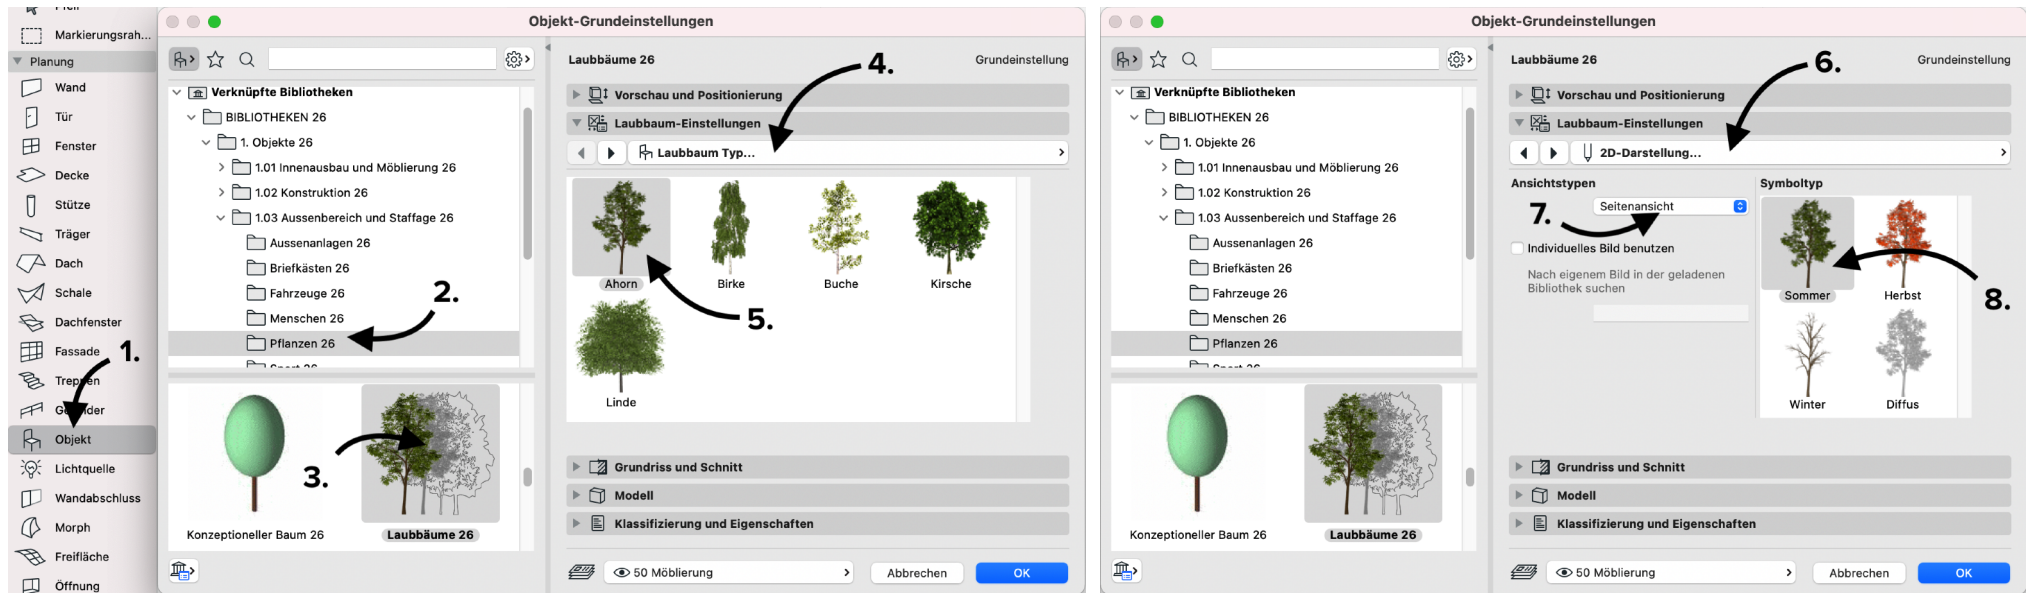 Pfeil
Markierungsrah...
Planung
Wand
Tür
Fenster
Decke
Stütze
Träger
Dach
Schale
Dachfenster
Fassade
1.
Treppen
Objekt
Lichtquelle
Wandabschluss
Morph
Freifläche
Öffnung
Objekt-Grundeinstellungen
Verknüpfte Bibliotheken
BIBLIOTHEKEN 26
1. Objekte 26
1.01 Innenausbau und Möblierung 26
1.02 Konstruktion 26
1.03 Aussenbereich und Staffage 26
Aussenanlagen 26
Briefkästen 26
Fahrzeuge 26
2.
Menschen 26
Pflanzen 26
Sport 26
3.
Konzeptioneller Baum 26
Laubbäume 26
Laubbäume 26
4.
Grundeinstellung
Vorschau und Positionierung
Laubbaum-Einstellungen
Laubbaum Typ...
Ahorn
Birke
Buche
Kirsche
5.
Linde
Grundriss und Schnitt
Modell
Klassifizierung und Eigenschaften
50 Möblierung
Abbrechen
OK
Objekt-Grundeinstellungen
Verknüpfte Bibliotheken
BIBLIOTHEKEN 26
1. Objekte 26
1.01 Innenausbau und Möblierung 26
1.02 Konstruktion 26
1.03 Aussenbereich und Staffage 26
Aussenanlagen 26
Briefkästen 26
Fahrzeuge 26
Menschen 26
Pflanzen 26
Sport 26
Konzeptioneller Baum 26
Laubbäume 26
Laubbäume 26
6.
Grundeinstellung
Vorschau und Positionierung
Laubbaum-Einstellungen
2D-Darstellung...
Ansichtstypen
Seitenansicht
7.
Individuelles Bild benutzen
Nach eigenem Bild in der geladenen
Bibliothek suchen
Symboltyp
Sommer
Herbst
8.
Winter
Diffus
Grundriss und Schnitt
Modell
Klassifizierung und Eigenschaften
50 Möblierung
Abbrechen
OK